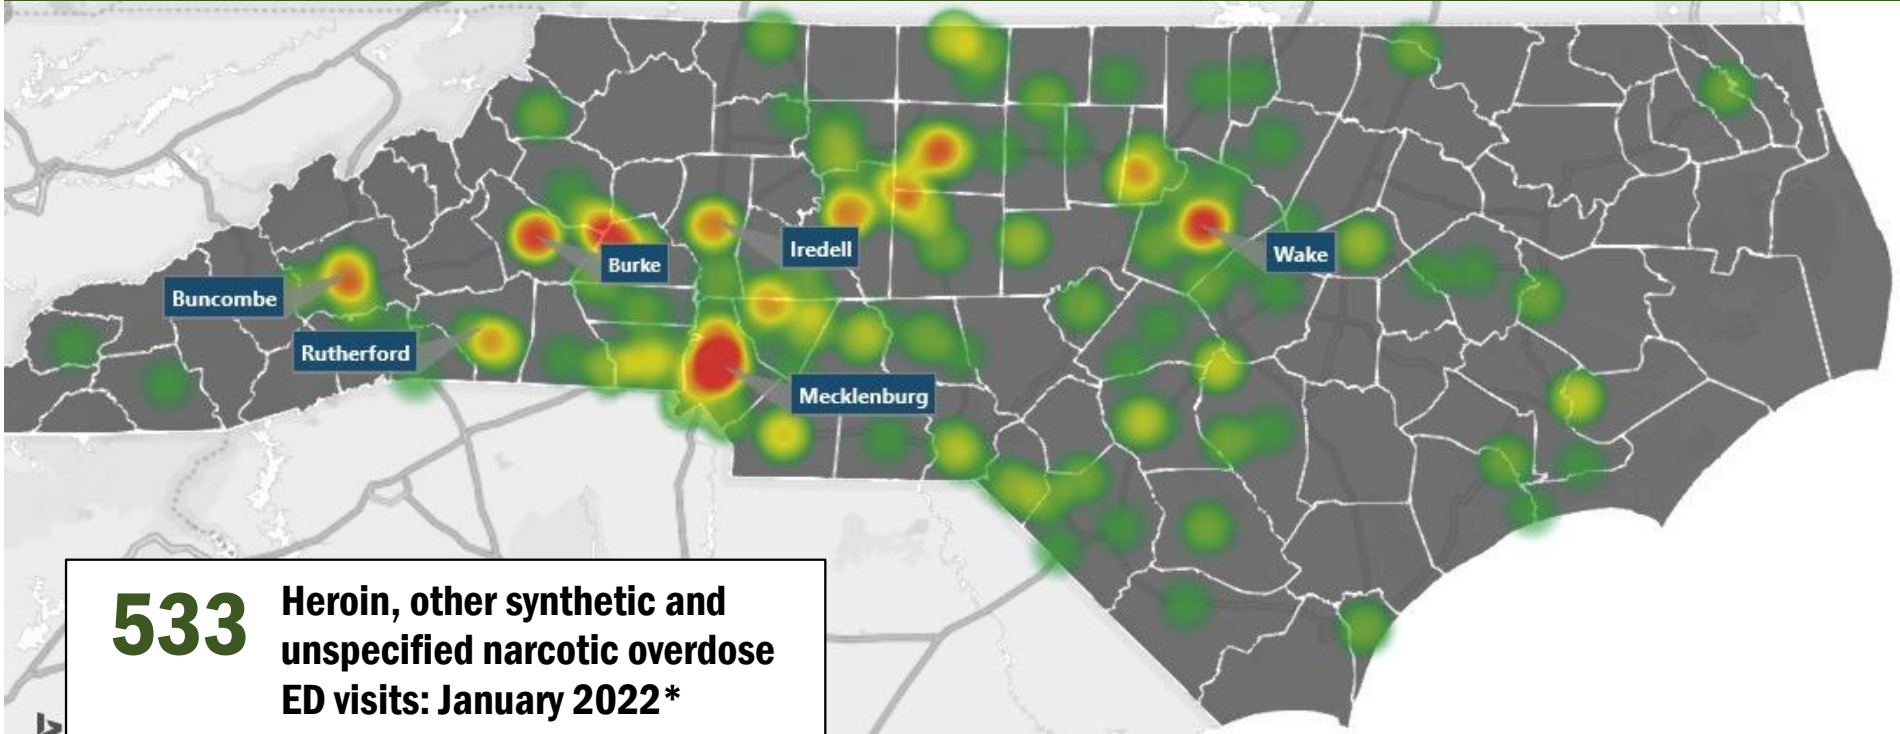 Iredell
Wake
Burke
Buncombe
Rutherford
Mecklenburg
533
Heroin, other synthetic and
unspecified narcotic overdose
ED visits: January 2022*